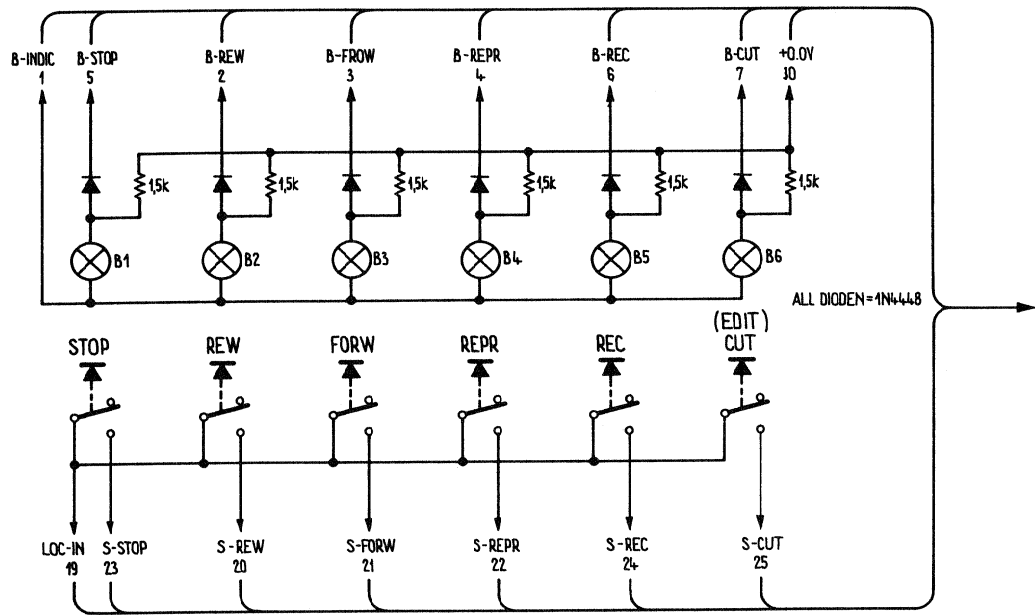 B-INDIC B-STOP B-REW B-FROW B-REPR B-REC B-CUT +0.0V
1 5 2 3 4 6 7 10
1,5k 1,5k 1,5k 1,5k 1,5k 1,5k
B1 B2 B3 B4 B5 B6
ALL DIODEN=1N4448
(EDIT)
STOP REW FORW REPR REC CUT
LOC-IN S-STOP S-REW S-FORW S-REPR S-REC S-CUT
19 23 20 21 22 24 25